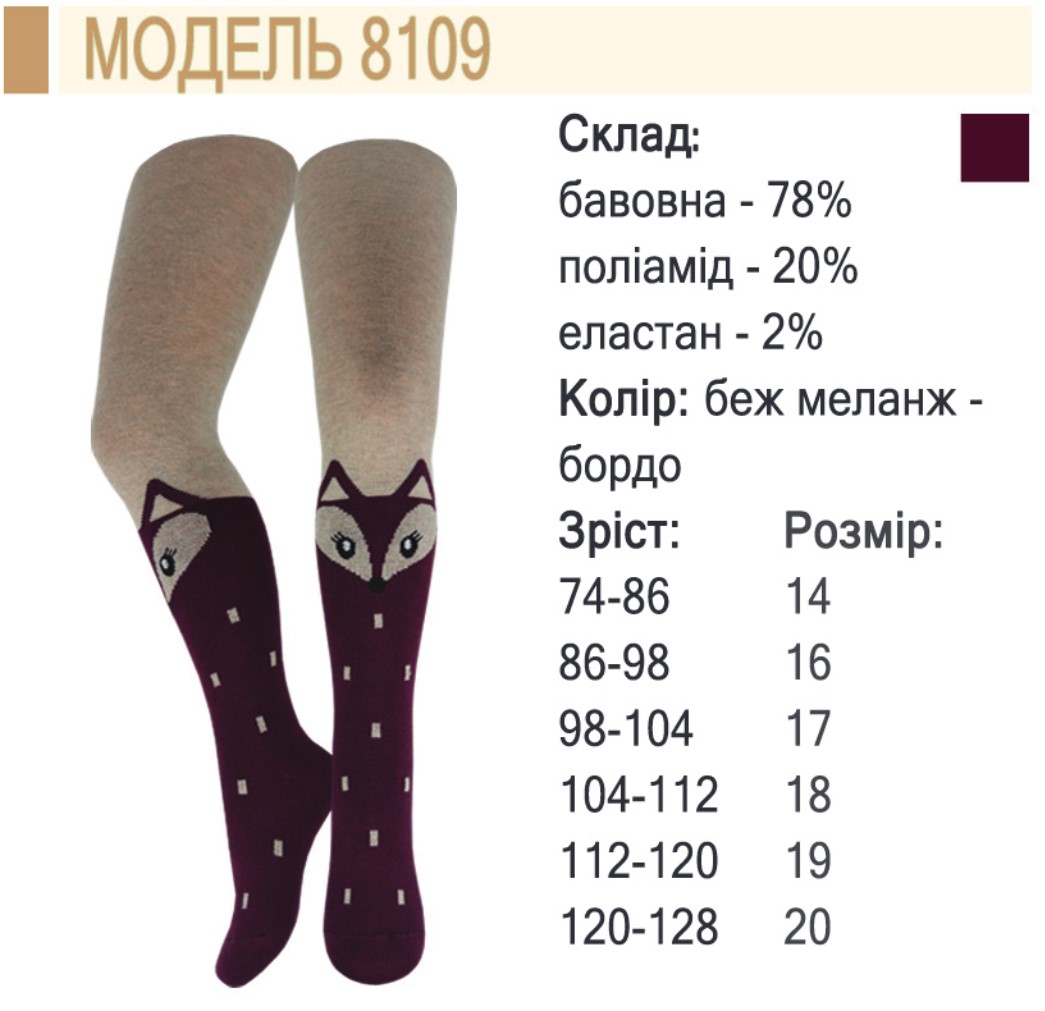 МОДЕЛЬ 8109
Склад:
бавовна - 78%
поліамід - 20%
еластан - 2%
Колір: беж меланж -
бордо
Зріст: Розмір:
74-86 14
86-98 16
98-104 17
104-112 18
112-120 19
120-128 20